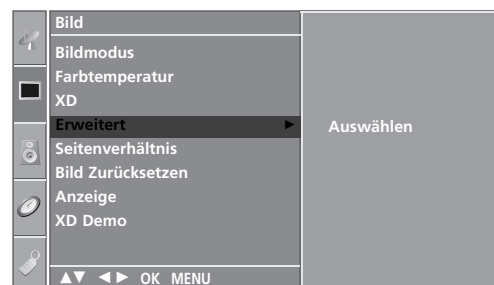 Bild
Bildmodus
Farbtemperatur
XD
Erweitert ►
Auswählen
Seitenverhältnis
Bild Zurücksetzen
Anzeige
XD Demo
▲▼ ◄► OK MENU